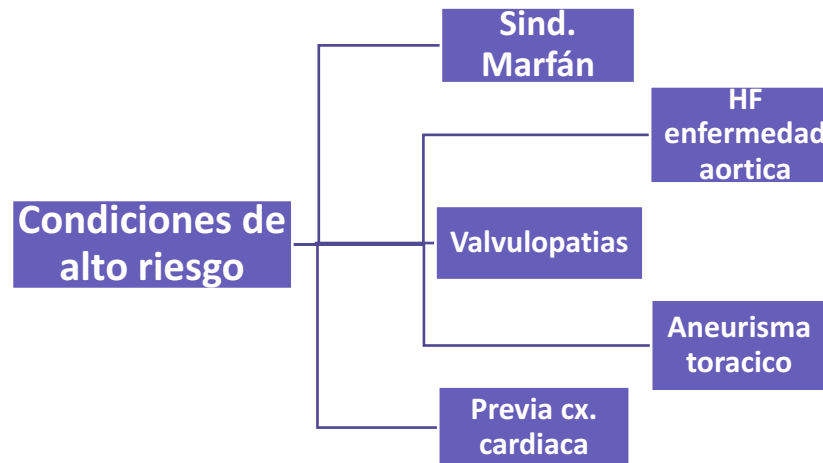 Sind.
Marfán
HF
enfermedad
aortica
Condiciones de
alto riesgo
Valvulopatias
Aneurisma
toracico
Previa cx.
cardiaca